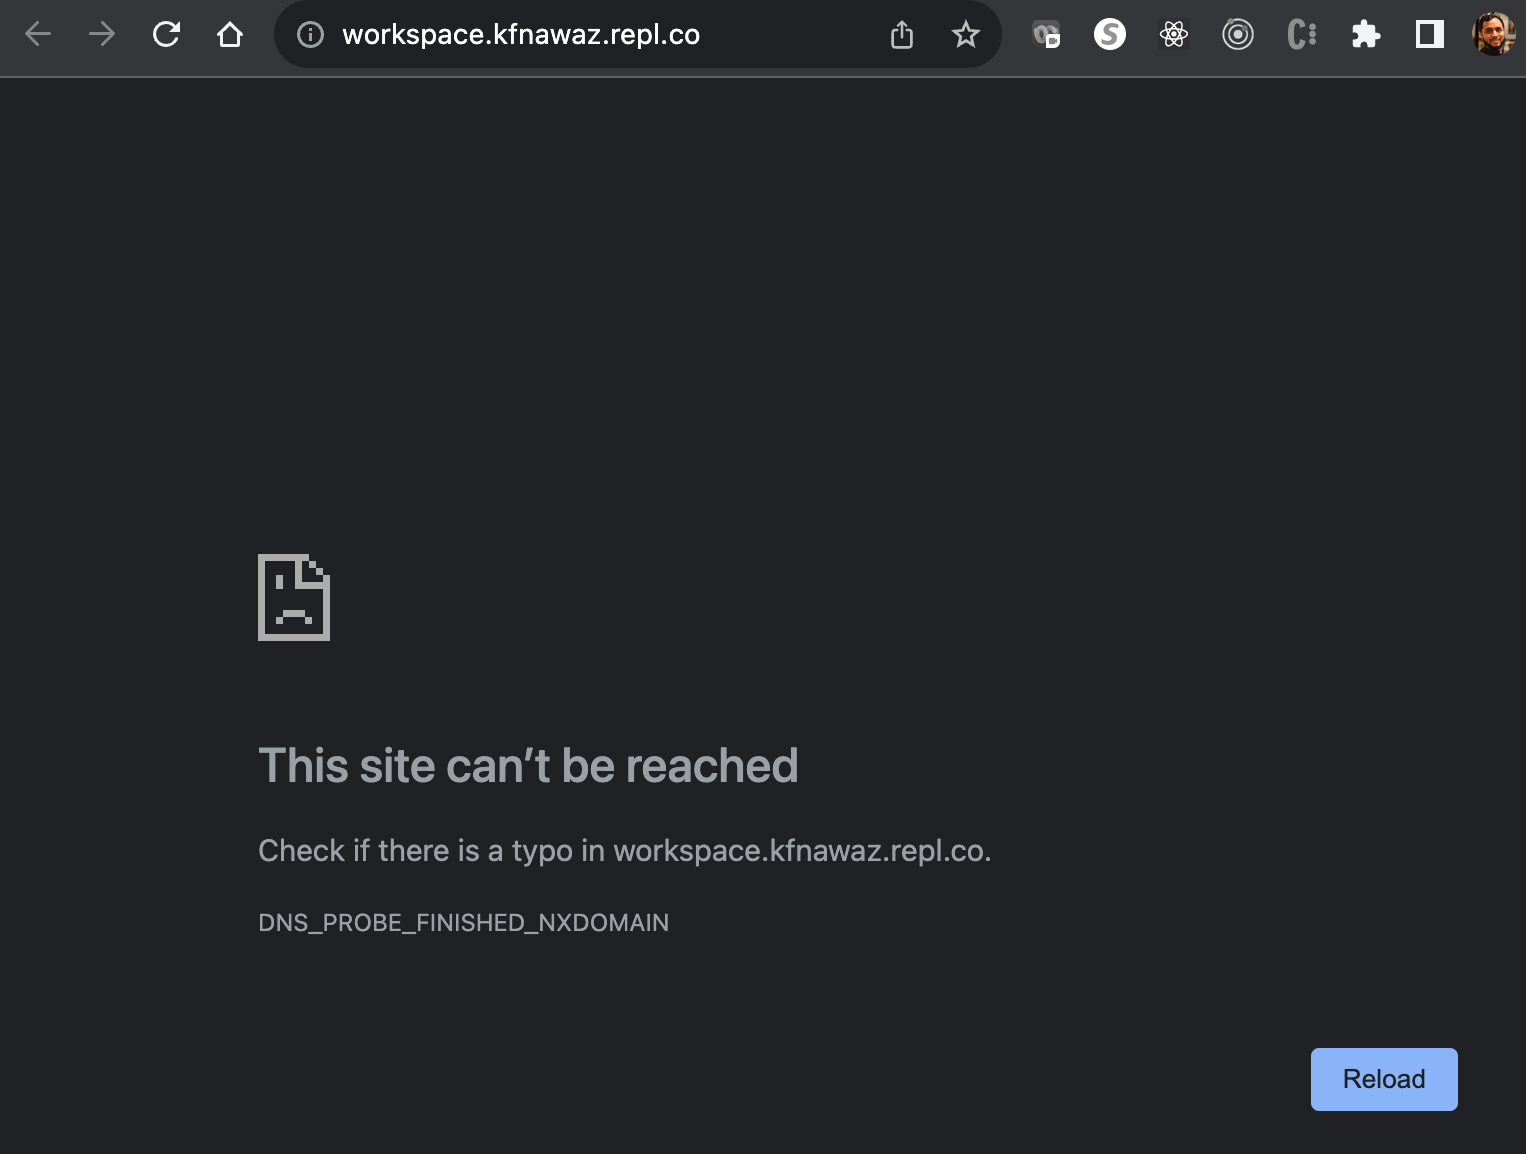 workspace.kfnawaz.repl.co
This site can’t be reached
Check if there is a typo in workspace.kfnawaz.repl.co.
DNS_PROBE_FINISHED_NXDOMAIN
Reload